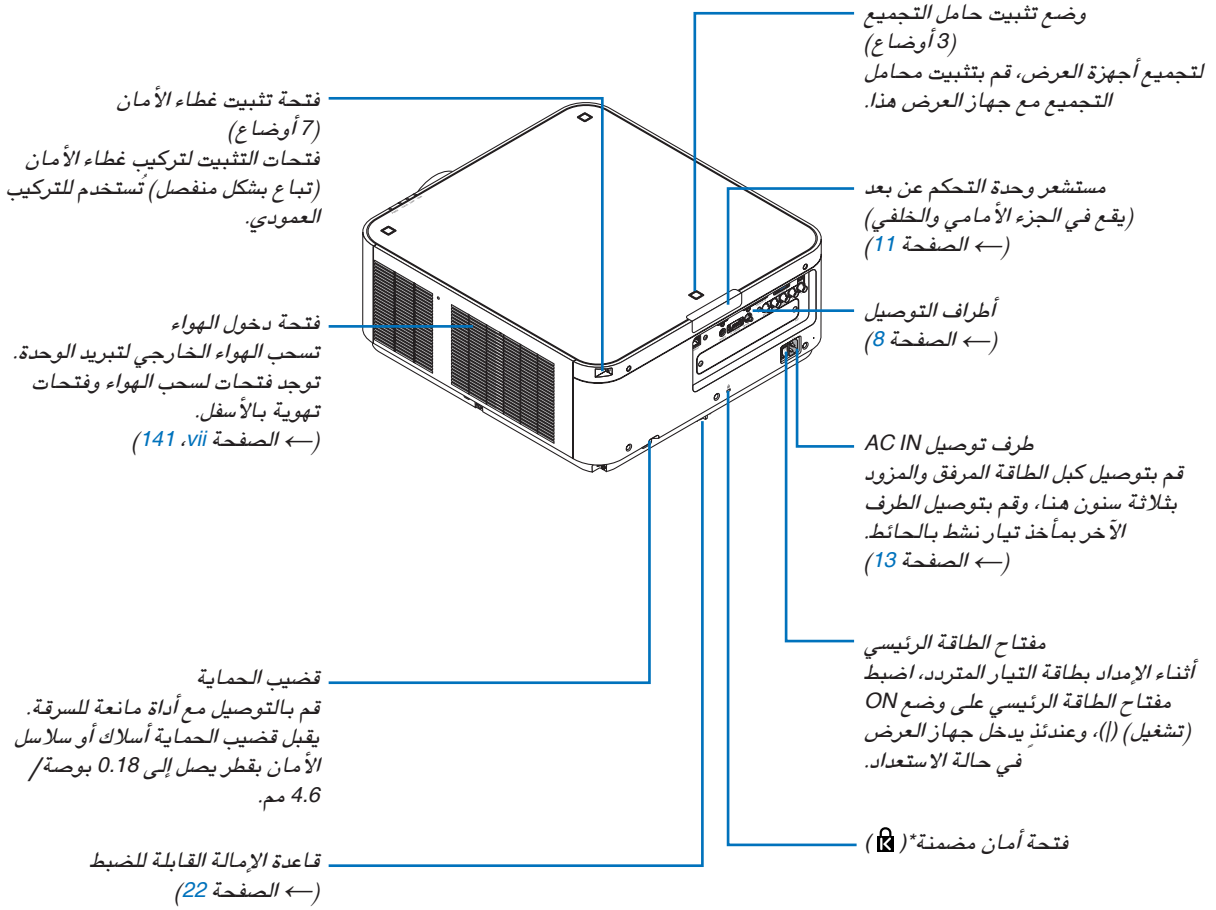 وضع تثبيت حامل التجميع
(3 أوضاع)
لتجميع أجهزة العرض، قم بتثبيت محامل
التجميع مع جهاز العرض هذا.
مستشعر وحدة التحكم عن بعد
(يقع في الجزء الأمامي والخلفي)
(← الصفحة 11)
أطراف التوصيل
(← الصفحة 8)
طرف توصيل AC IN
قم بتوصيل كبل الطاقة المرفق والمزود
بثلاثة سنون هنا، وقم بتوصيل الطرف
الآخر بمأخذ تيار نشط بالحائط.
(← الصفحة 13)
مفتاح الطاقة الرئيسي
أثناء الإمداد بطاقة التيار المتردد، اضبط
مفتاح الطاقة الرئيسي على وضع ON
(تشغيل) (|)، وعندئذٍ يدخل جهاز العرض
في حالة الاستعداد.
فتحة أمان مضمنة* (K)
فتحة تثبيت غطاء الأمان
(7 أوضاع)
فتحات التثبيت لتركيب غطاء الأمان
(تباع بشكل منفصل) تُستخدم للتركيب
العمودي.
فتحة دخول الهواء
تسحب الهواء الخارجي لتبريد الوحدة.
توجد فتحات لسحب الهواء وفتحات
تهوية بالأسفل.
(← الصفحة vii، 141)
قضيب الحماية
قم بالتوصيل مع أداة مانعة للسرقة.
يقبل قضيب الحماية أسلاك أو سلاسل
الأمان بقطر يصل إلى 0.18 بوصة/
4.6 مم.
قاعدة الإمالة القابلة للضبط
(← الصفحة 22)